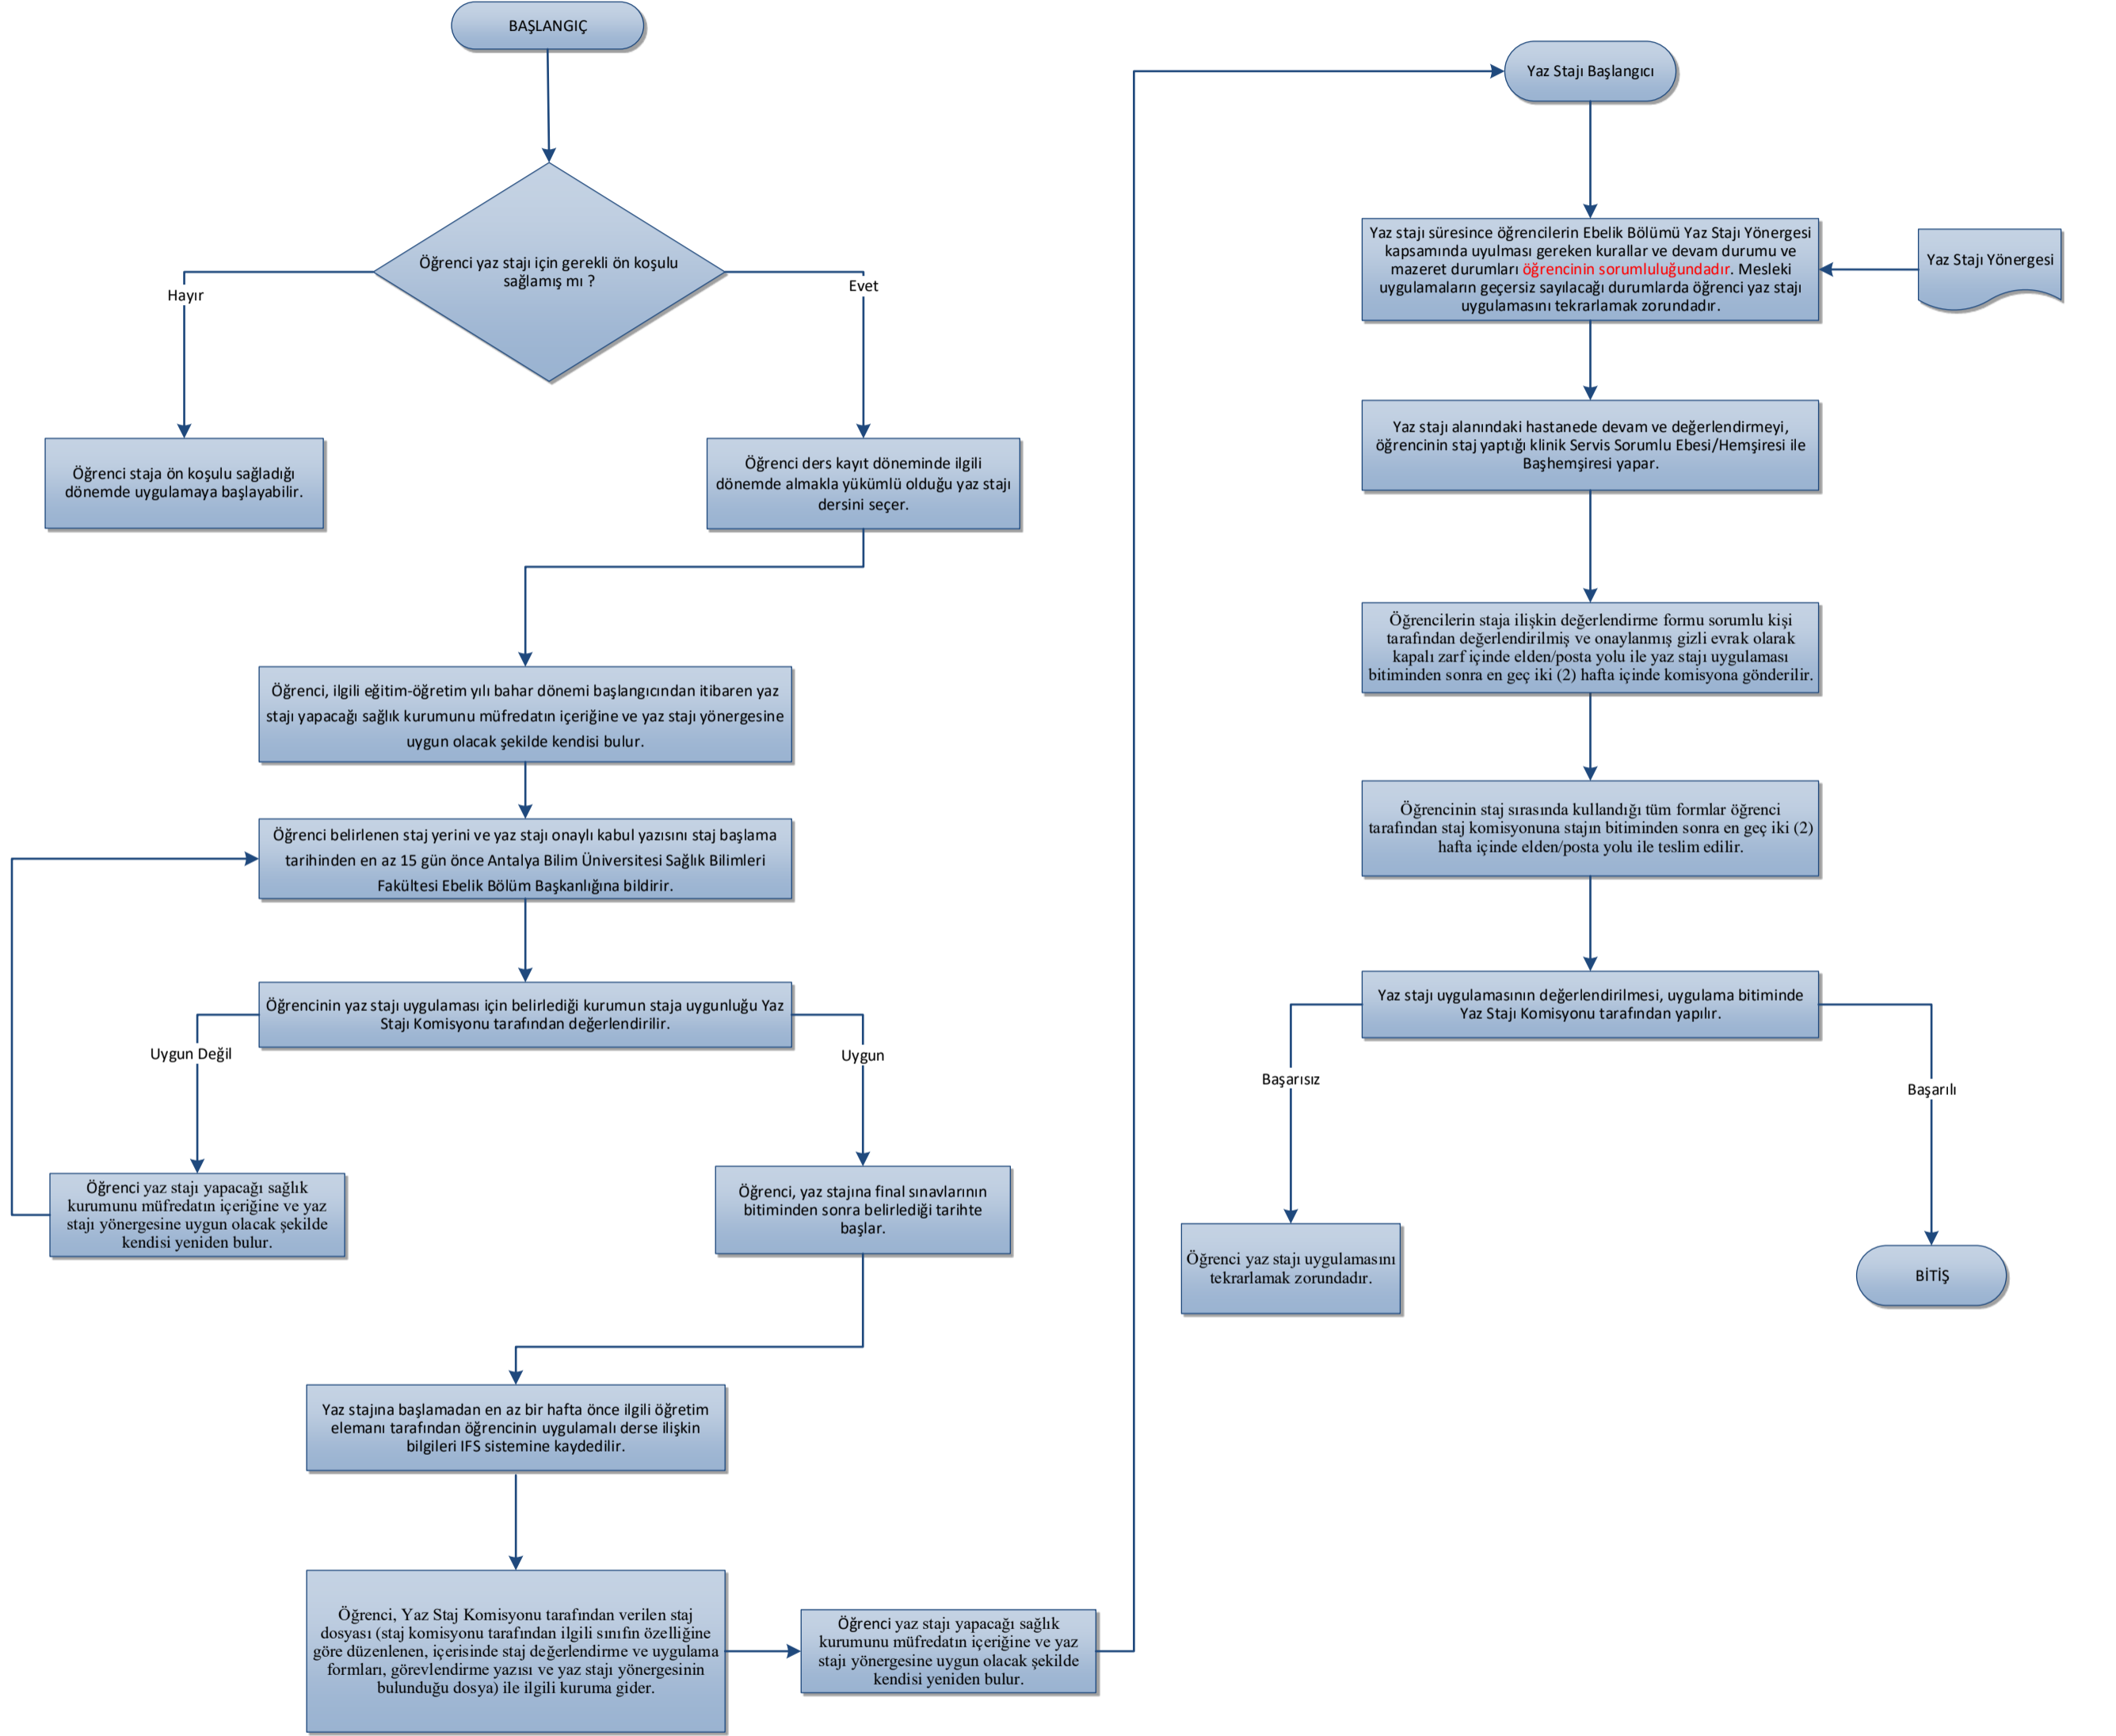 BAŞLANGIÇ
Öğrenci yaz stajı için gerekli ön koşulu
sağlamış mı ?
Hayır
Evet
Öğrenci staja ön koşulu sağladığı
dönemde uygulamaya başlayabilir.
Öğrenci ders kayıt döneminde ilgili
dönemde almakla yükümlü olduğu yaz stajı
dersini seçer.
Öğrenci, ilgili eğitim-öğretim yılı bahar dönemi başlangıcından itibaren yaz
stajı yapacağı sağlık kurumunu müfredatın içeriğine ve yaz stajı yönergesine
uygun olacak şekilde kendisi bulur.
Öğrenci belirlenen staj yerini ve yaz stajı onaylı kabul yazısını staj başlama
tarihinden en az 15 gün önce Antalya Bilim Üniversitesi Sağlık Bilimleri
Fakültesi Ebelik Bölüm Başkanlığına bildirir.
Öğrencinin yaz stajı uygulaması için belirlediği kurumun staja uygunluğu Yaz
Stajı Komisyonu tarafından değerlendirilir.
Uygun Değil
Uygun
Öğrenci yaz stajı yapacağı sağlık
kurumunu müfredatın içeriğine ve yaz
stajı yönergesine uygun olacak şekilde
kendisi yeniden bulur.
Öğrenci, yaz stajına final sınavlarının
bitiminden sonra belirlediği tarihte
başlar.
Yaz stajına başlamadan en az bir hafta önce ilgili öğretim
elemanı tarafından öğrencinin uygulamalı derse ilişkin
bilgileri IFS sistemine kaydedilir.
Öğrenci, Yaz Staj Komisyonu tarafından verilen staj
dosyası (staj komisyonu tarafından ilgili sınıfın özelliğine
göre düzenlenen, içerisinde staj değerlendirme ve uygulama
formları, görevlendirme yazısı ve yaz stajı yönergesinin
bulunduğu dosya) ile ilgili kuruma gider.
Öğrenci yaz stajı yapacağı sağlık
kurumunu müfredatın içeriğine ve yaz
stajı yönergesine uygun olacak şekilde
kendisi yeniden bulur.
Yaz Stajı Başlangıcı
Yaz stajı süresince öğrencilerin Ebelik Bölümü Yaz Stajı Yönergesi
kapsamında uyulması gereken kurallar ve devam durumu ve
mazeret durumları öğrencinin sorumluluğundadır. Mesleki
uygulamaların geçersiz sayılacağı durumlarda öğrenci yaz stajı
uygulamasını tekrarlamak zorundadır.
Yaz Stajı Yönergesi
Yaz stajı alanındaki hastanede devam ve değerlendirmeyi,
öğrencinin staj yaptığı klinik Servis Sorumlu Ebesi/Hemşiresi ile
Başhemşiresi yapar.
Öğrencilerin staja ilişkin değerlendirme formu sorumlu kişi
tarafından değerlendirilmiş ve onaylanmış gizli evrak olarak
kapalı zarf içinde elden/posta yolu ile yaz stajı uygulaması
bitiminden sonra en geç iki (2) hafta içinde komisyona gönderilir.
Öğrencinin staj sırasında kullandığı tüm formlar öğrenci
tarafından staj komisyonuna stajın bitiminden sonra en geç iki (2)
hafta içinde elden/posta yolu ile teslim edilir.
Yaz stajı uygulamasının değerlendirilmesi, uygulama bitiminde
Yaz Stajı Komisyonu tarafından yapılır.
Başarısız
Başarılı
Öğrenci yaz stajı uygulamasını
tekrarlamak zorundadır.
BİTİŞ